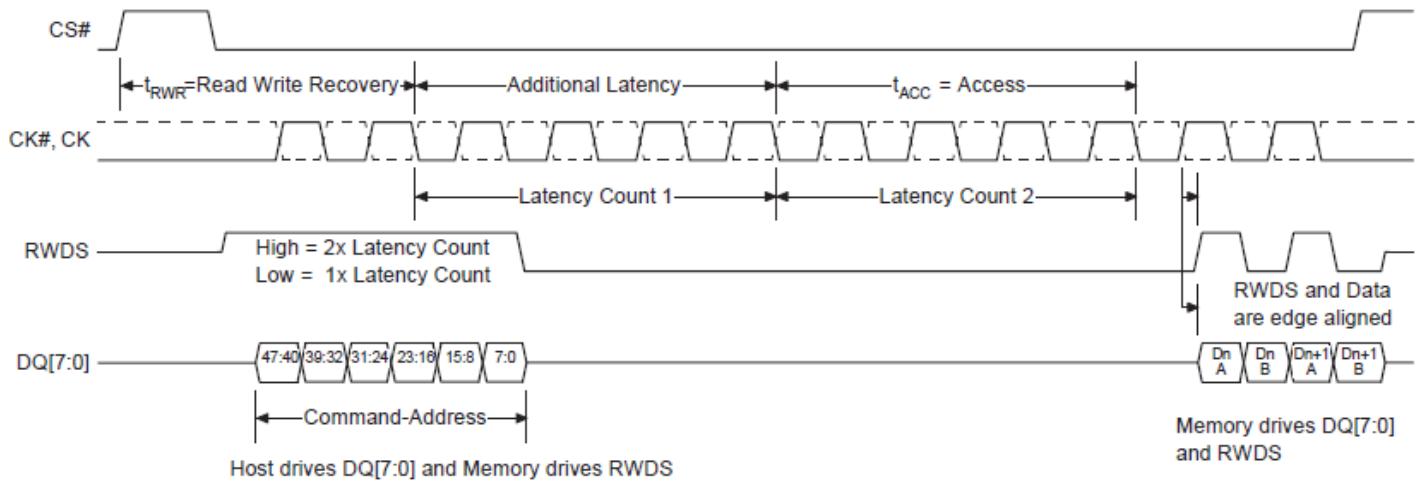 CS#
tRWR=Read Write Recovery
Additional Latency
tACC = Access
CK#, CK
Latency Count 1
Latency Count 2
RWDS
High = 2x Latency Count
Low = 1x Latency Count
RWDS and Data
are edge aligned
DQ[7:0]
47:40 39:32 31:24 23:16 15:8 7:0
Dn A
Dn B
Dn+1 A
Dn+1 B
Command-Address
Memory drives DQ[7:0]
and RWDS
Host drives DQ[7:0] and Memory drives RWDS